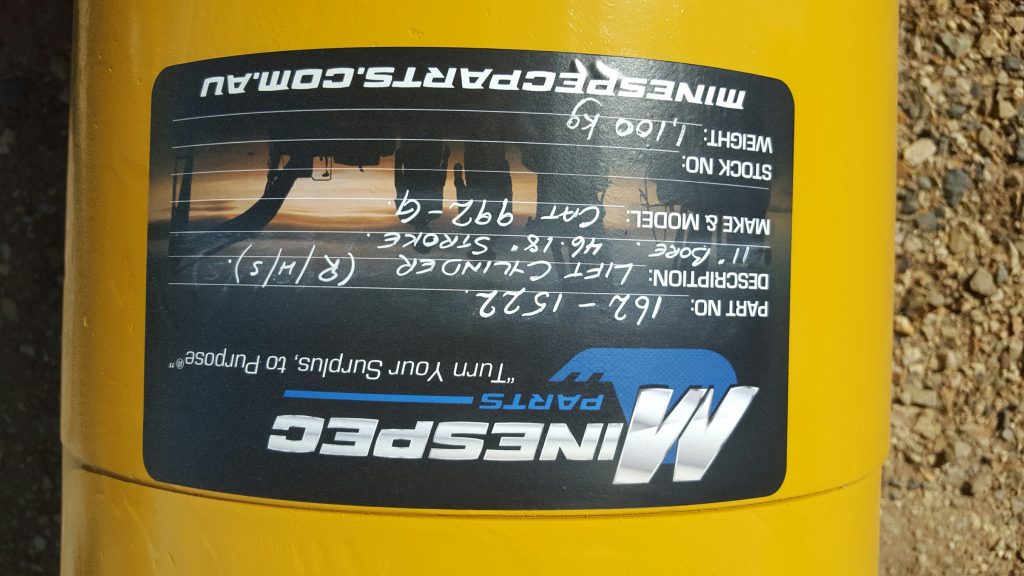 MINESPEC
PARTS
"Turn Your Surplus, to Purpose®"
PART NO: 162-1522.
DESCRIPTION: LIFT CYLINDER (R/H/S).
11" BORE. 46.18" STROKE.
MAKE & MODEL: CAT 992-G.
STOCK NO:
WEIGHT: 1,100 kg
MINESPECPARTS.COM.AU